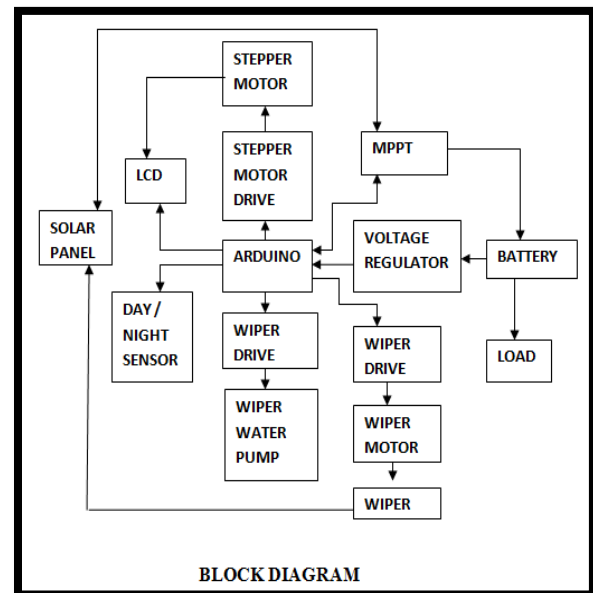 STEPPER
MOTOR
STEPPER
MOTOR
DRIVE
MPPT
LCD
SOLAR
PANEL
ARDUINO
VOLTAGE
REGULATOR
BATTERY
DAY/
NIGHT
SENSOR
WIPER
DRIVE
WIPER
DRIVE
LOAD
WIPER
WATER
PUMP
WIPER
MOTOR
WIPER
BLOCK DIAGRAM